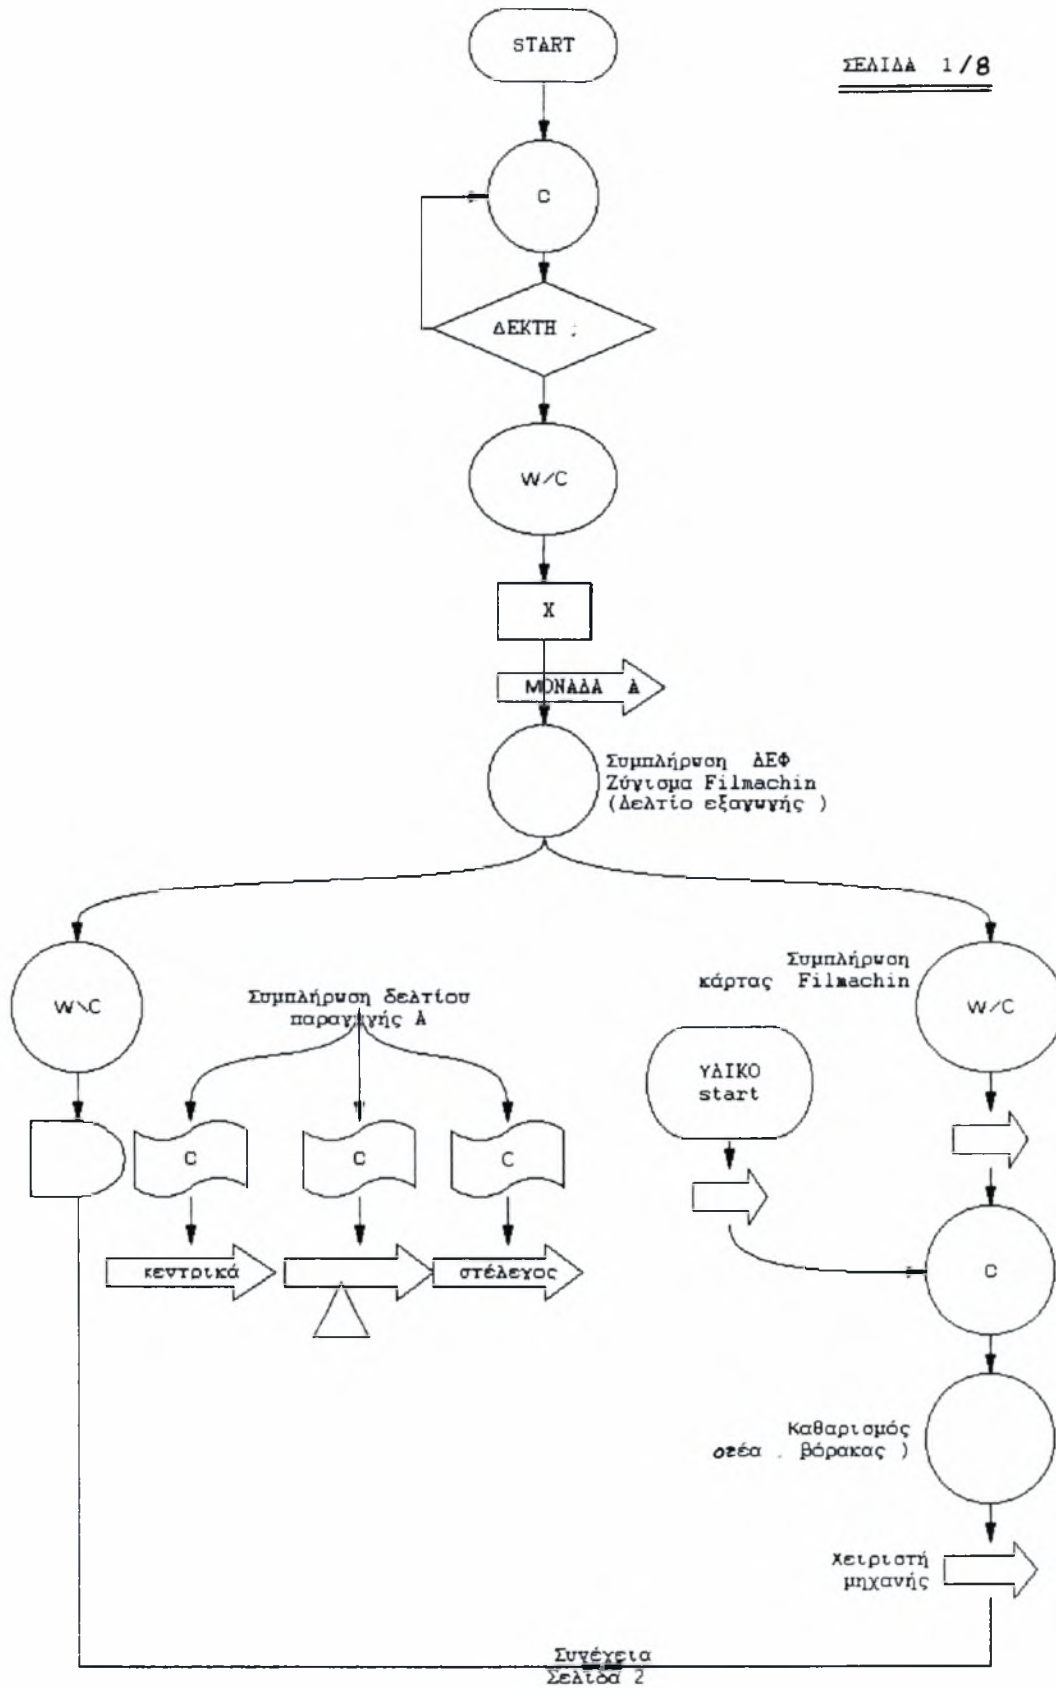 START
ΣΕΛΙΔΑ 1/8
C
ΔΕΚΤΗ ;
W/C
X
ΜΟΝΑΔΑ Α
Συμπλήρωση ΔΕΦ
Ζύγισμα Filmachin
(Δελτίο εξαγωγής )
W\C
Συμπλήρωση δελτίου
παραγωγής Α
Συμπλήρωση
κάρτας Filmachin
W/C
ΥΛΙΚΟ
start
C
C
C
κεντρικά
στέλεχος
C
Καθαρισμός
στέα . βόρακας )
Χειριστή
μηχανής
Συνέχεια
Σελίδα 2